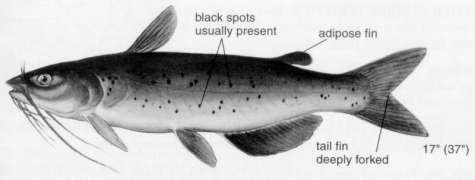 black spots
usually present
adipose fin
tail fin
deeply forked
17" (37")